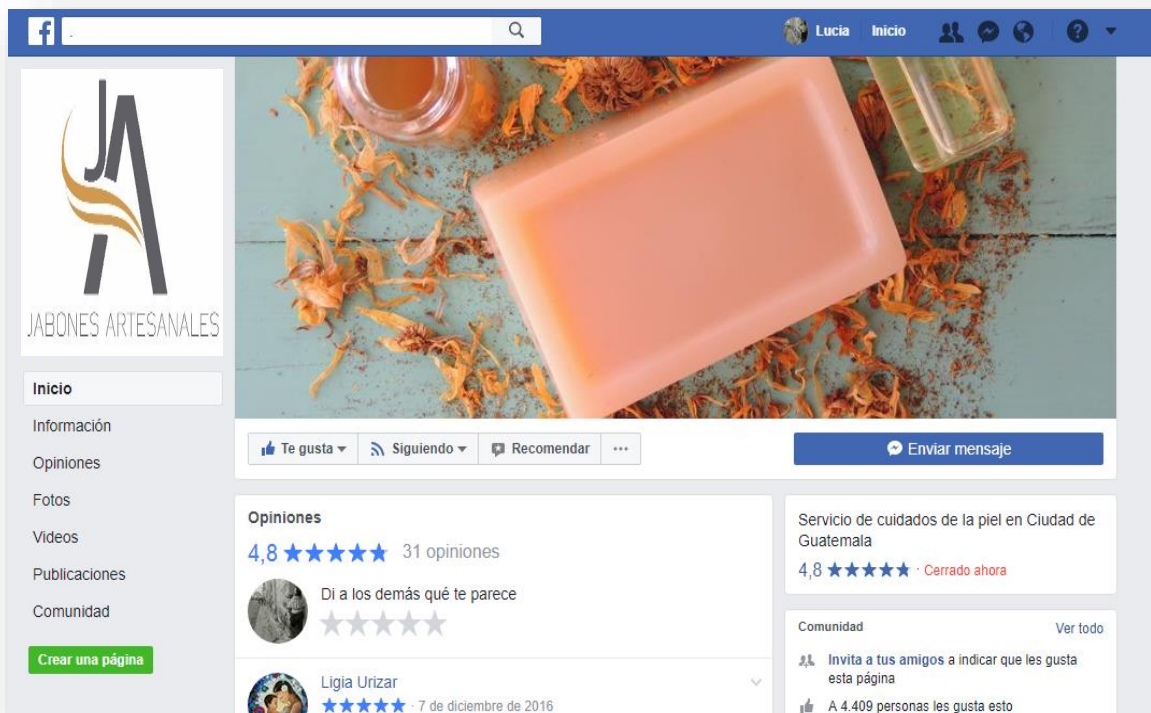 f
.
Lucia
Inicio
?
JA
JABONES ARTESANALES
Inicio
Información
Opiniones
Fotos
Videos
Publicaciones
Comunidad
Crear una página
Te gusta
Siguiendo
Recomendar
...
Enviar mensaje
Opiniones
4,8 ★★★★★ 31 opiniones
Di a los demás qué te parece
Ligia Urizar
★★★★★ · 7 de diciembre de 2016
Servicio de cuidados de la piel en Ciudad de
Guatemala
4,8 ★★★★★ · Cerrado ahora
Comunidad
Ver todo
Invita a tus amigos a indicar que les gusta
esta página
A 4.409 personas les gusta esto